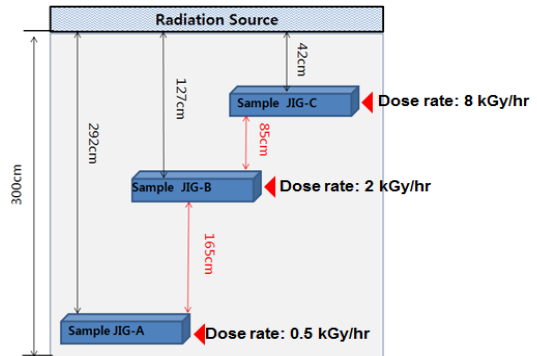 Radiation Source
42cm
127cm
292cm
300cm
Sample JIG-C
Dose rate: 8 kGy/hr
85cm
Sample JIG-B
Dose rate: 2 kGy/hr
165cm
Sample JIG-A
Dose rate: 0.5 kGy/hr